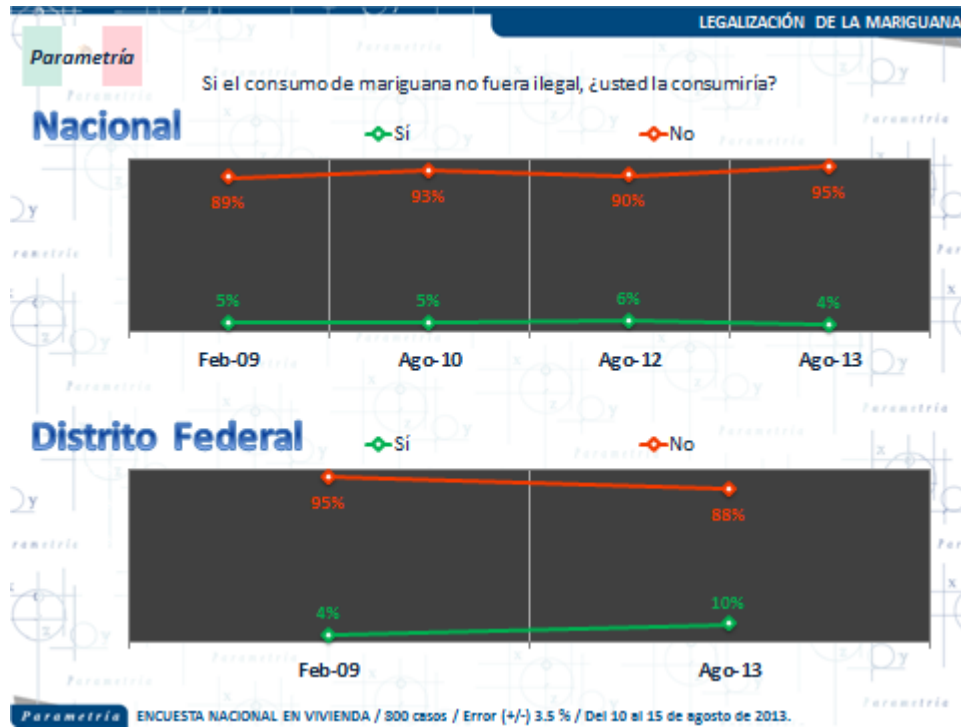 LEGALIZACIÓN DE LA MARIGUANA
Parametría
Si el consumo de mariguana no fuera ilegal, ¿usted la consumiría?
Nacional
Sí No
89% 93% 90% 95%
5% 5% 6% 4%
Feb-09 Ago-10 Ago-12 Ago-13
Distrito Federal
Sí No
95% 88%
4% 10%
Feb-09 Ago-13
Parametría ENCUESTA NACIONAL EN VIVIENDA / 800 casos / Error (+/-) 3.5 % / Del 10 al 15 de agosto de 2013.